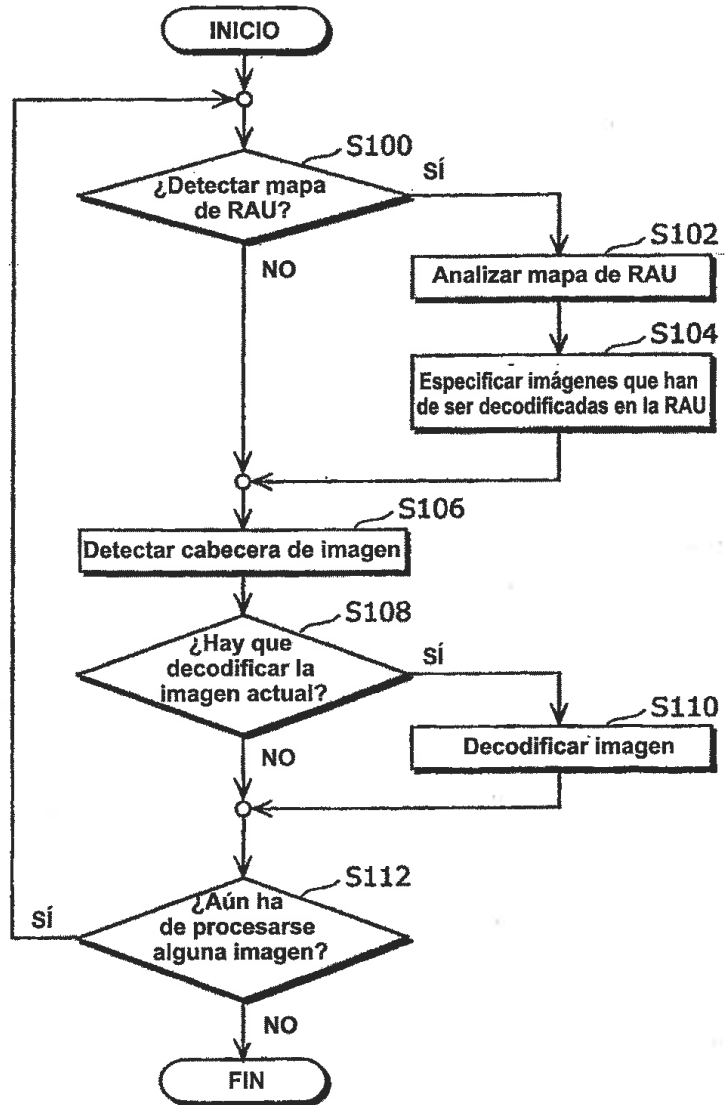 INICIO
S100
¿Detectar mapa
de RAU?
SÍ
NO
S102
Analizar mapa de RAU
S104
Especificar imágenes que han
de ser decodificadas en la RAU
S106
Detectar cabecera de imagen
S108
¿Hay que
decodificar la
imagen actual?
SÍ
NO
S110
Decodificar imagen
S112
¿Aún ha
de procesarse
alguna imagen?
SÍ
NO
FIN